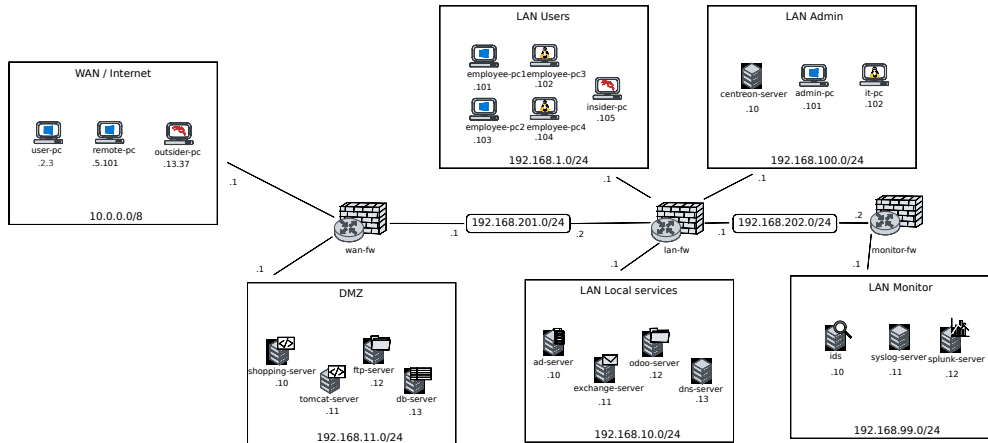 WAN / Internet
user-pc
.2.3
remote-pc
.5.101
outsider-pc
.13.37
10.0.0.0/8
LAN Users
employee-pc1
.101
employee-pc3
.102
employee-pc2
.103
employee-pc4
.104
insider-pc
.105
192.168.1.0/24
LAN Admin
centreon-server
.10
admin-pc
.101
it-pc
.102
192.168.100.0/24
.1
.1
.1
wan-fw
.1
192.168.201.0/24
.2
lan-fw
.1
192.168.202.0/24
.2
monitor-fw
.1
.1
.1
DMZ
shopping-server
.10
tomcat-server
.11
ftp-server
.12
db-server
.13
192.168.11.0/24
LAN Local services
ad-server
.10
exchange-server
.11
odoo-server
.12
dns-server
.13
192.168.10.0/24
LAN Monitor
ids
.10
syslog-server
.11
splunk-server
.12
192.168.99.0/24